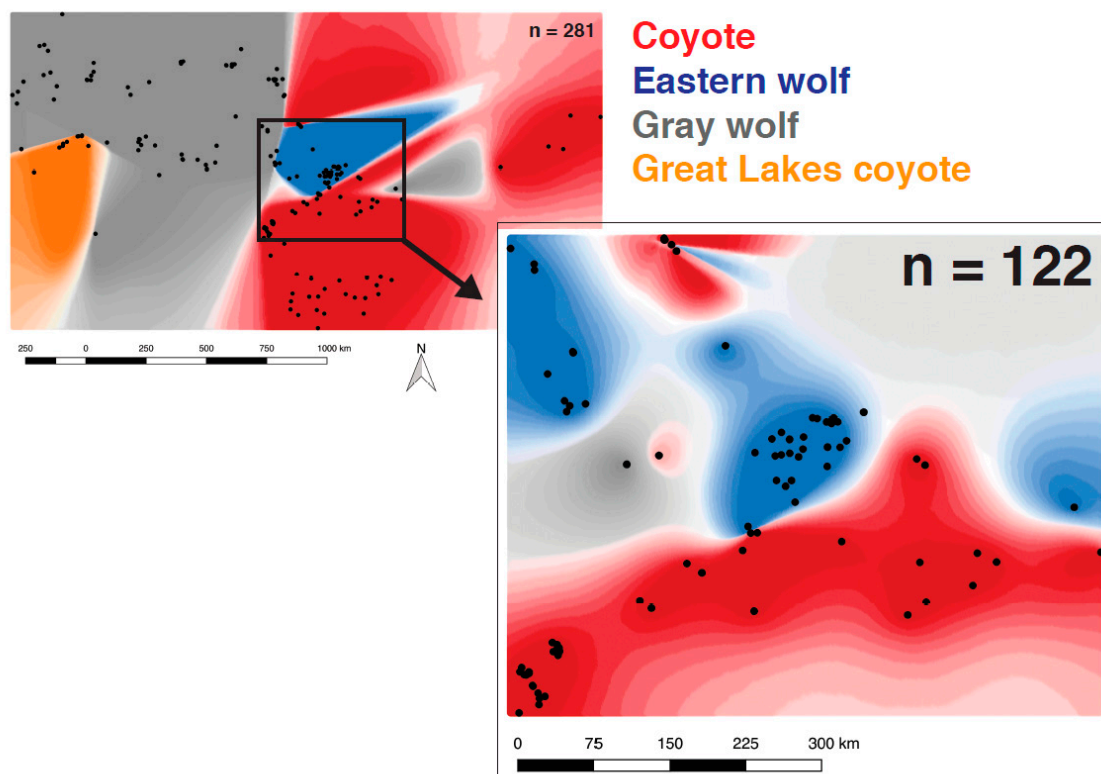 n = 281
Coyote
Eastern wolf
Gray wolf
Great Lakes coyote
250 0 250 500 750 1000 km
N
n = 122
0 75 150 225 300 km